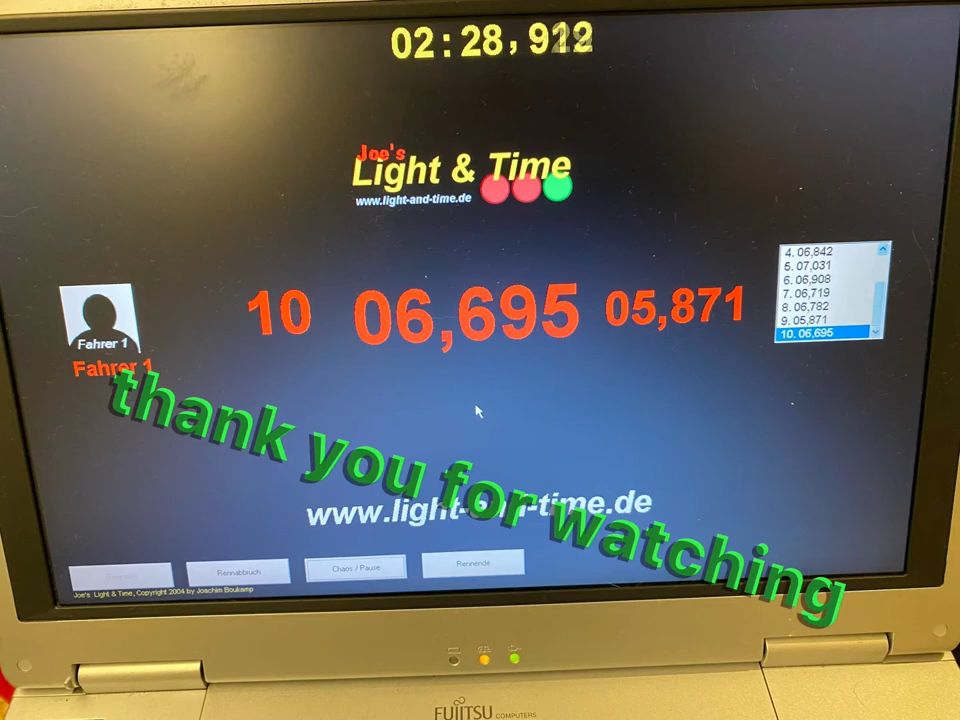 02:28,912
Joe's
Light & Time
www.light-and-time.de
4. 06,842
5. 07,031
6. 06,908
7. 06,719
8. 06,782
9. 05,871
10. 06,695
10 06,695 05,871
Fahrer 1
Fahrer 1
thank you for watching
www.light-and-time.de
Rennabbruch
Chaos / Pause
Rennende
Joe's Light & Time, Copyright 2004 by Joachim Boukamp
FUJITSU COMPUTERS